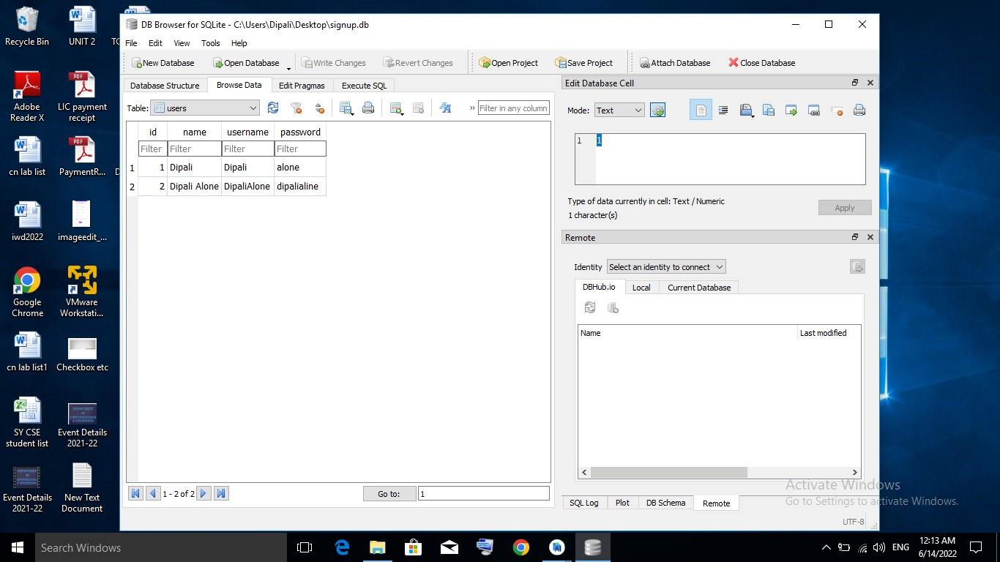 Recycle Bin
UNIT 2
TC
Adobe Reader X
LIC payment receipt
cn lab list
PaymentR...
D
iwd2022
imageedit_...
Google Chrome
VMware Workstati...
cn lab list1
Checkbox etc
SY CSE student list
Event Details 2021-22
Event Details 2021-22
New Text Document
DB Browser for SQLite - C:\Users\Dipali\Desktop\signup.db
File Edit View Tools Help
New Database Open Database Write Changes Revert Changes Open Project Save Project Attach Database Close Database
Database Structure Browse Data Edit Pragmas Execute SQL
Table: users » Filter in any column
id name username password
Filter Filter Filter Filter
1 1 Dipali Dipali alone
2 2 Dipali Alone DipaliAlone dipalialine
1 - 2 of 2 Go to: 1
Edit Database Cell
Mode: Text
1 1
Type of data currently in cell: Text / Numeric
1 character(s)
Apply
Remote
Identity Select an identity to connect
DBHub.io Local Current Database
Name Last modified
SQL Log Plot DB Schema Remote
UTF-8
Activate Windows
Go to Settings to activate Windows.
Search Windows
ENG
12:13 AM
6/14/2022